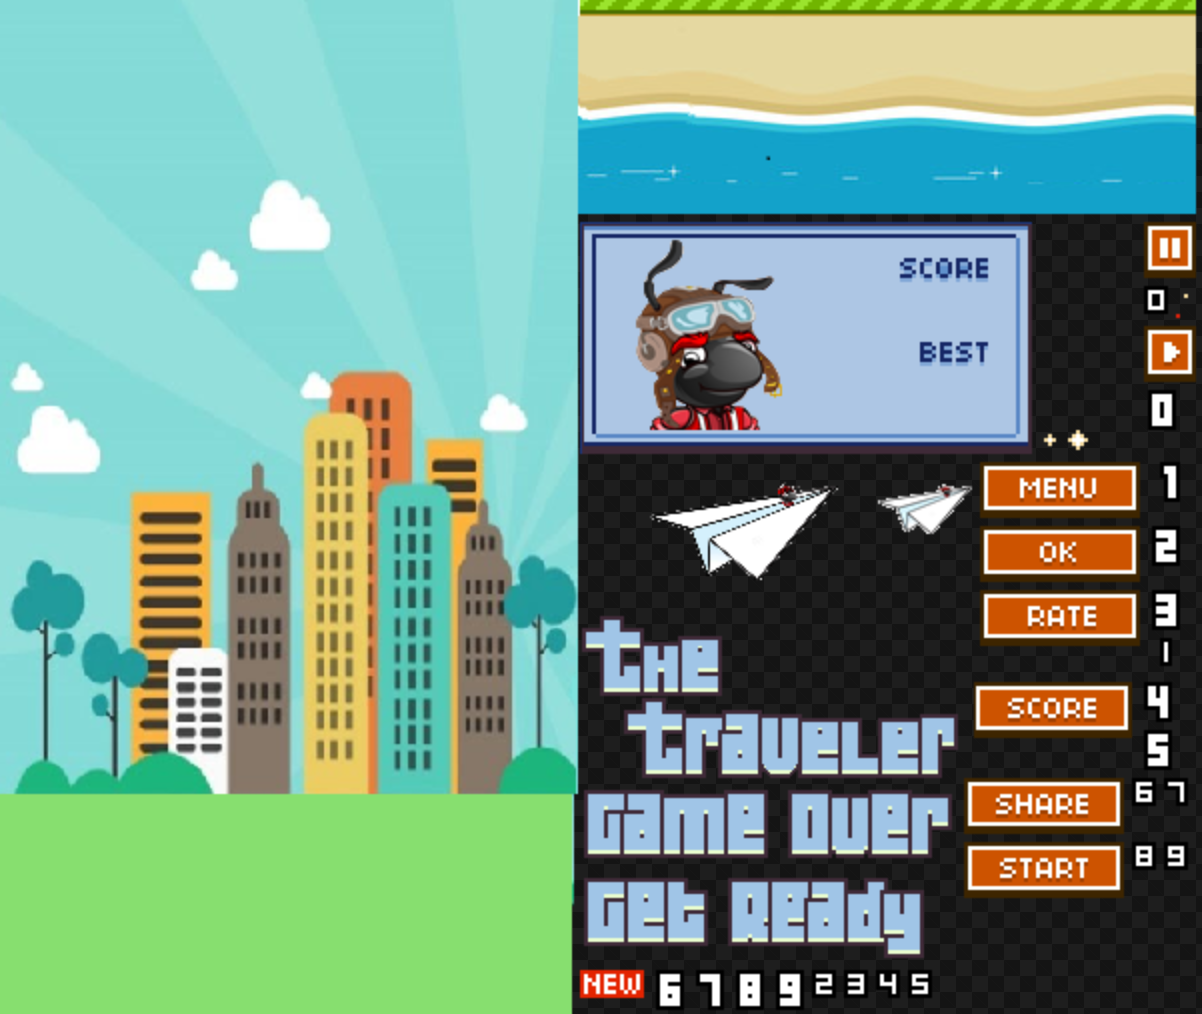 SCORE
BEST
0
0
MENU
1
OK
2
RATE
3
1
SCORE
4
5
SHARE
6 7
START
8 9
the
traveler
Game Over
Get Ready
NEW 6 7 8 9 2 3 4 5